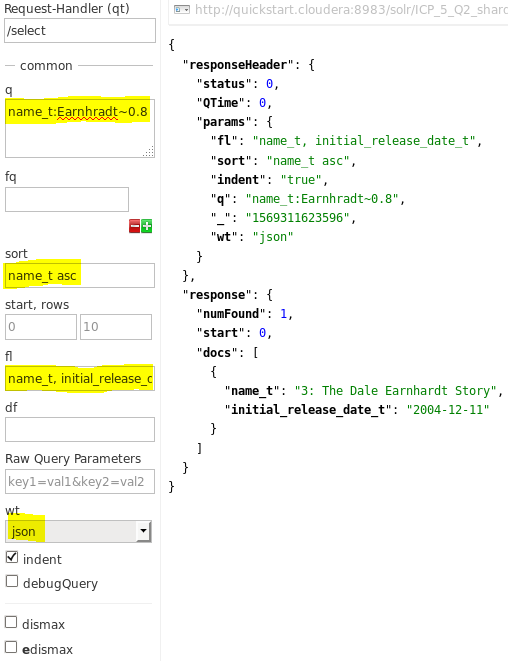 Request-Handler (qt)
/select
common
q
name_t:Earnhradt~0.8
fq
sort
name_t asc
start, rows
0 10
fl
name_t, initial_release_d
df
Raw Query Parameters
key1=val1&key2=val2
wt
json
indent
debugQuery
dismax
edismax
http://quickstart.cloudera:8983/solr/ICP_5_Q2_shard
{
"responseHeader": {
"status": 0,
"QTime": 0,
"params": {
"fl": "name_t, initial_release_date_t",
"sort": "name_t asc",
"indent": "true",
"q": "name_t:Earnhradt~0.8",
"_": "1569311623596",
"wt": "json"
}
},
"response": {
"numFound": 1,
"start": 0,
"docs": [
{
"name_t": "3: The Dale Earnhardt Story",
"initial_release_date_t": "2004-12-11"
}
]
}
}